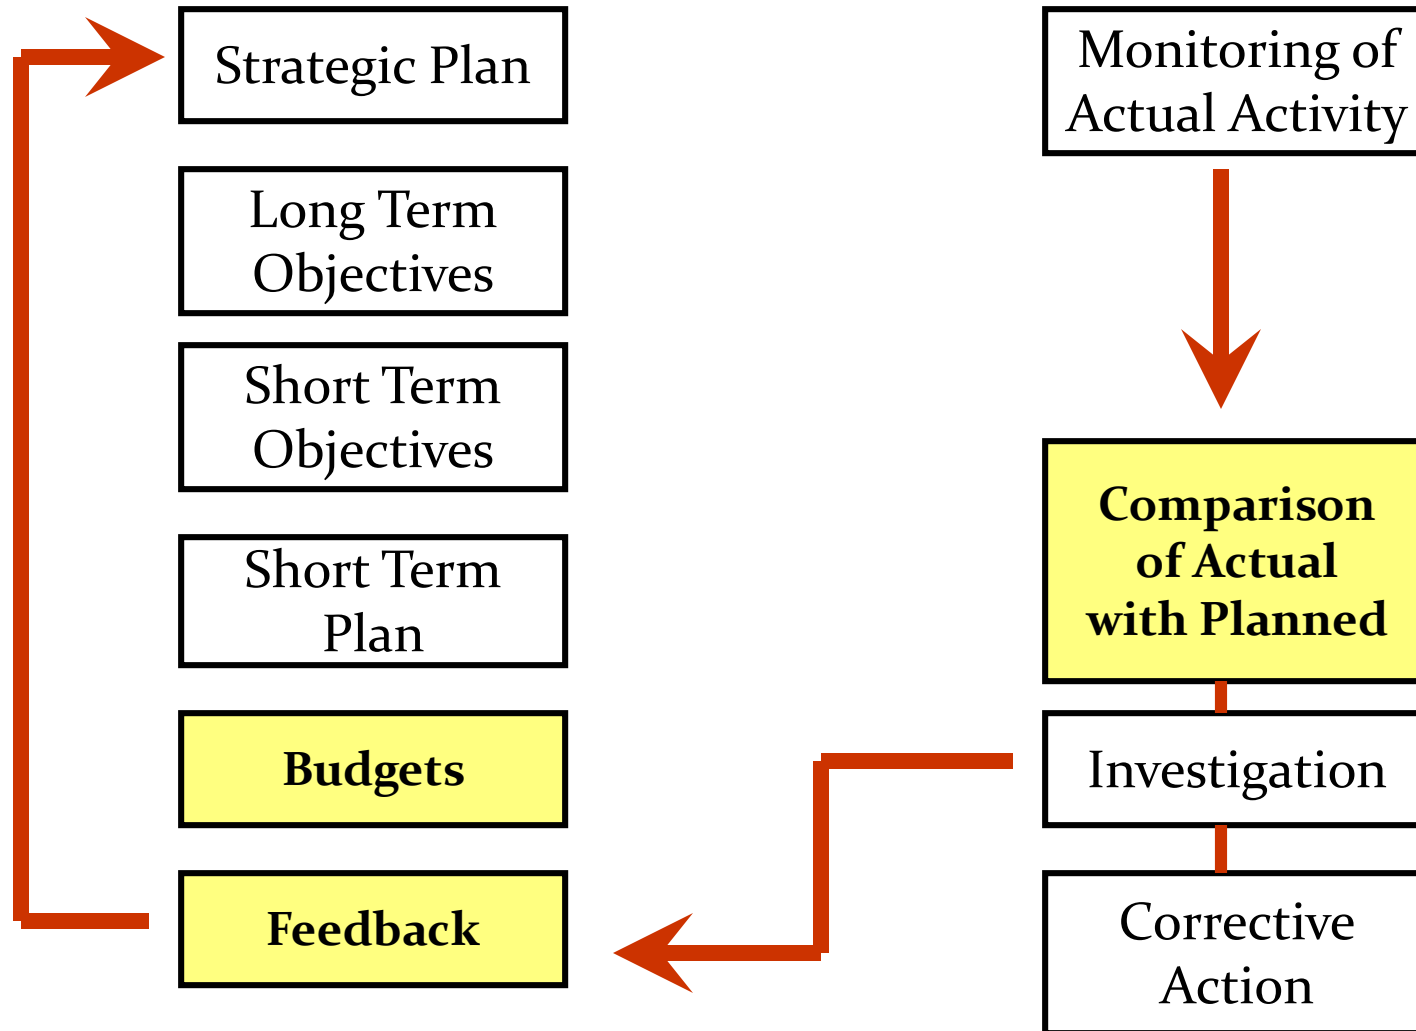 Strategic Plan
Long Term
Objectives
Short Term
Objectives
Short Term
Plan
Budgets
Feedback
Monitoring of
Actual Activity
Comparison
of Actual
with Planned
Investigation
Corrective
Action